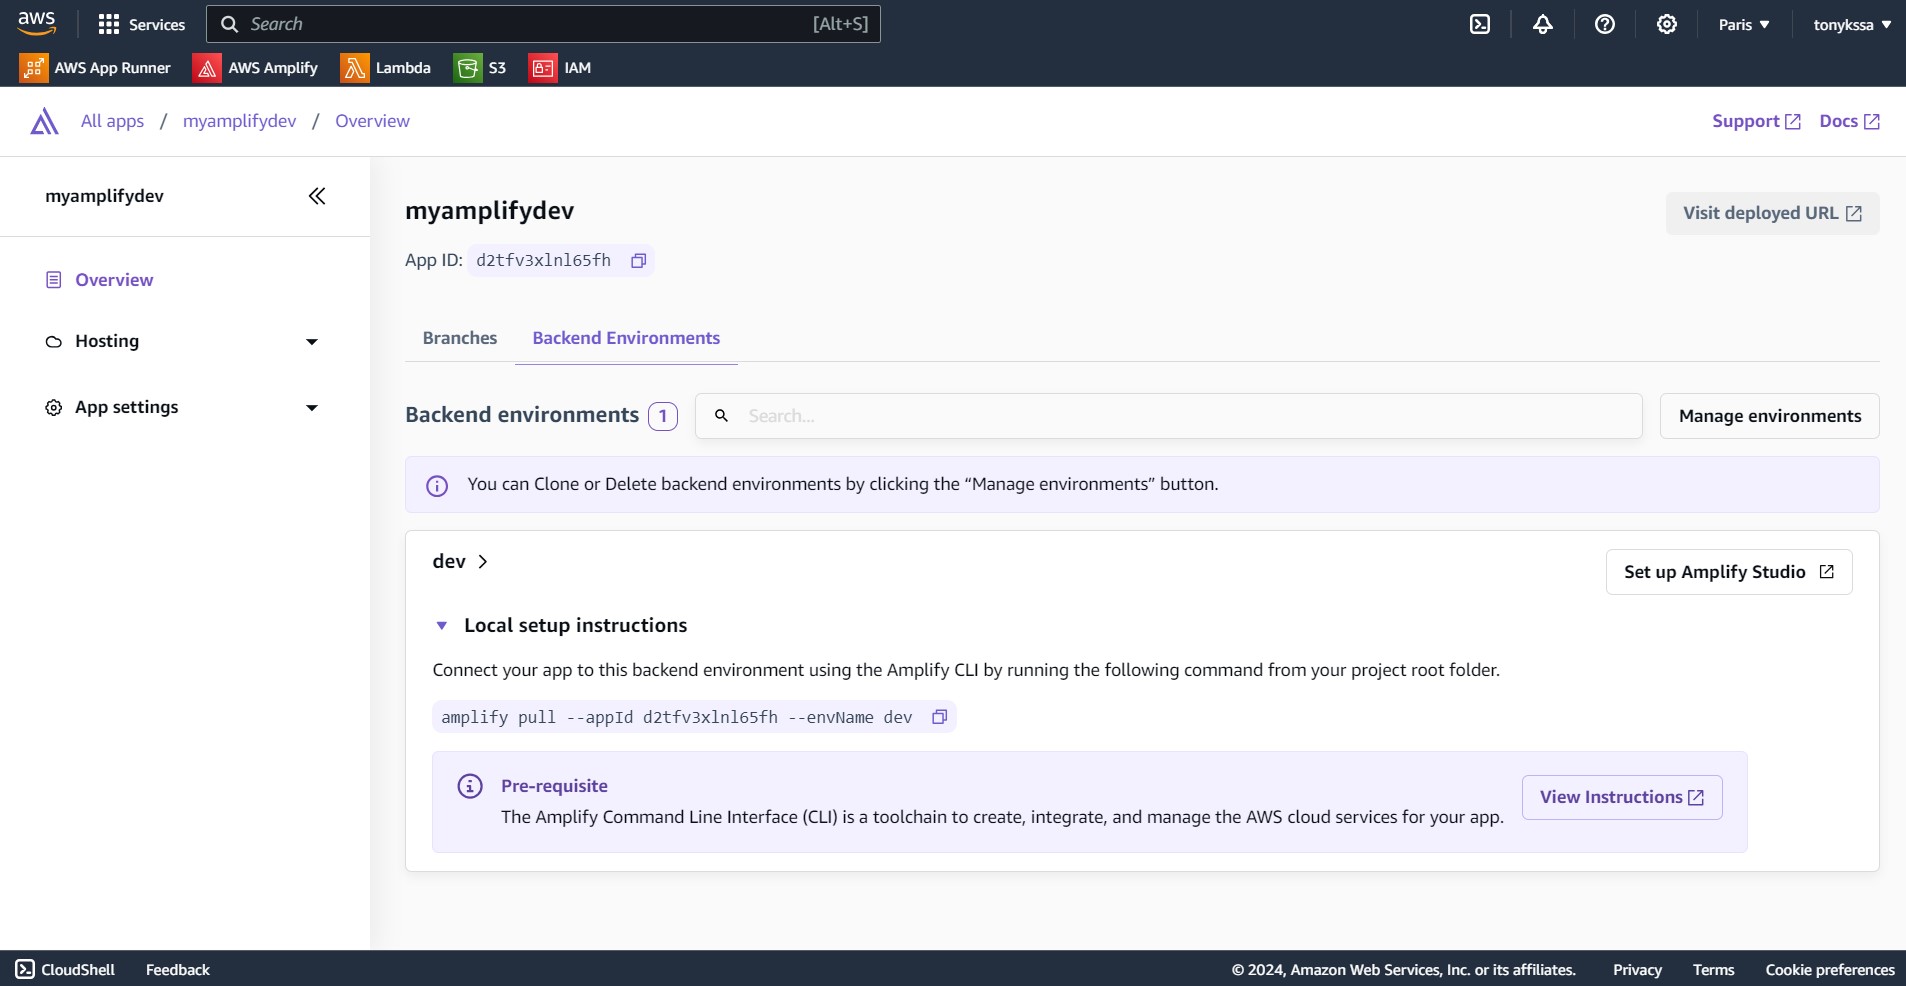 aws
Services
Search
[Alt+S]
Paris ▼
tonykssa ▼
AWS App Runner
AWS Amplify
Lambda
S3
IAM
All apps / myamplifydev / Overview
Support
Docs
myamplifydev
Overview
Hosting
App settings
myamplifydev
Visit deployed URL
App ID: d2tfv3xlnl65fh
Branches
Backend Environments
Backend environments 1
Search...
Manage environments
You can Clone or Delete backend environments by clicking the “Manage environments” button.
dev
Set up Amplify Studio
Local setup instructions
Connect your app to this backend environment using the Amplify CLI by running the following command from your project root folder.
amplify pull --appId d2tfv3xlnl65fh --envName dev
Pre-requisite
The Amplify Command Line Interface (CLI) is a toolchain to create, integrate, and manage the AWS cloud services for your app.
View Instructions
CloudShell
Feedback
© 2024, Amazon Web Services, Inc. or its affiliates.
Privacy
Terms
Cookie preferences